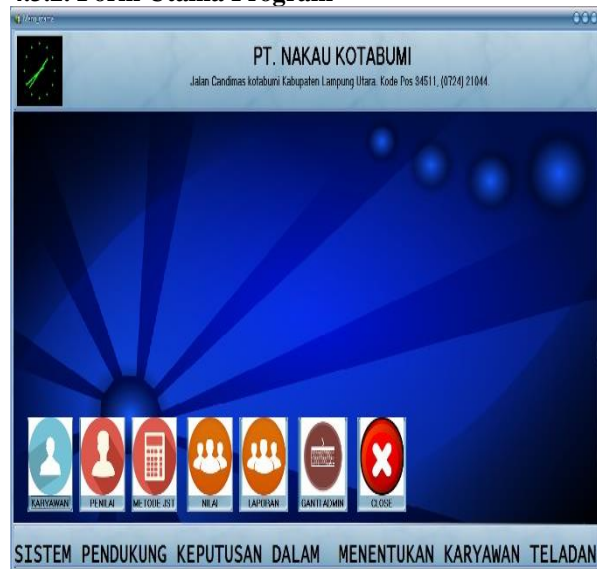 PT. NAKAU KOTABUMI
Jalan Candimas kotabumi Kabupaten Lampung Utara. Kode Pos 34511, (0724) 21044.
KARYAWAN PENILAI METODE JST NILAI LAPORAN GANTI ADMIN CLOSE
SISTEM PENDUKUNG KEPUTUSAN DALAM MENENTUKAN KARYAWAN TELADAN